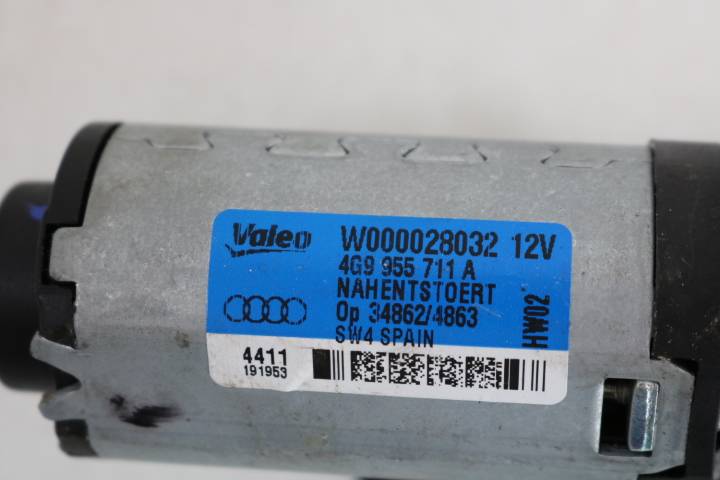 Valeo W000028032 12V
4G9 955 711 A
NAHENTSTOERT
Op 34862/4863
SW4 SPAIN
HW02
4411
191953